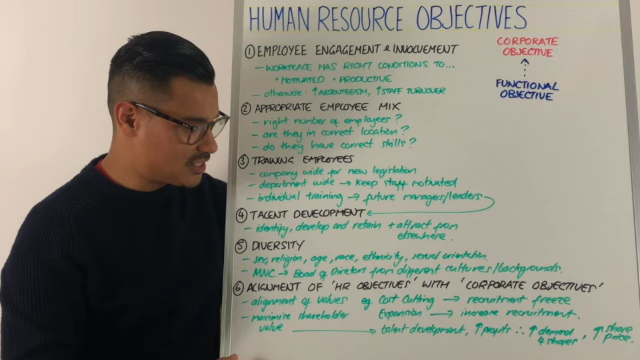 HUMAN RESOURCE OBJECTIVES
① EMPLOYEE ENGAGEMENT & INVOLVEMENT
- WORKPLACE HAS RIGHT CONDITIONS TO...
• MOTIVATED • PRODUCTIVE
- otherwise: ↑ ABSENTEEISM, ↑ STAFF TURNOVER
CORPORATE
OBJECTIVE
FUNCTIONAL
OBJECTIVE
② APPROPRIATE EMPLOYEE MIX
- right number of employees?
- are they in correct location?
- do they have correct skills?
③ TRAINING EMPLOYEES
- company wide for new legislation
- department wide → Keep staff motivated
- individual training → future managers/leaders
④ TALENT DEVELOPMENT
- identify, develop and retain + attract from
elsewhere.
⑤ DIVERSITY
- sex, religion, age, race, ethnicity, sexual orientation.
- MNC → Board of Directors from different cultures/backgrounds.
⑥ ALIGNMENT OF 'HR OBJECTIVES' WITH 'CORPORATE OBJECTIVES'
- alignment of values eg. Cost Cutting → recruitment freeze
Expansion → increase recruitment.
- maximise shareholder
value → talent development, ↑ profits ∴ ↑ demand 4 shares, ↑ share price.